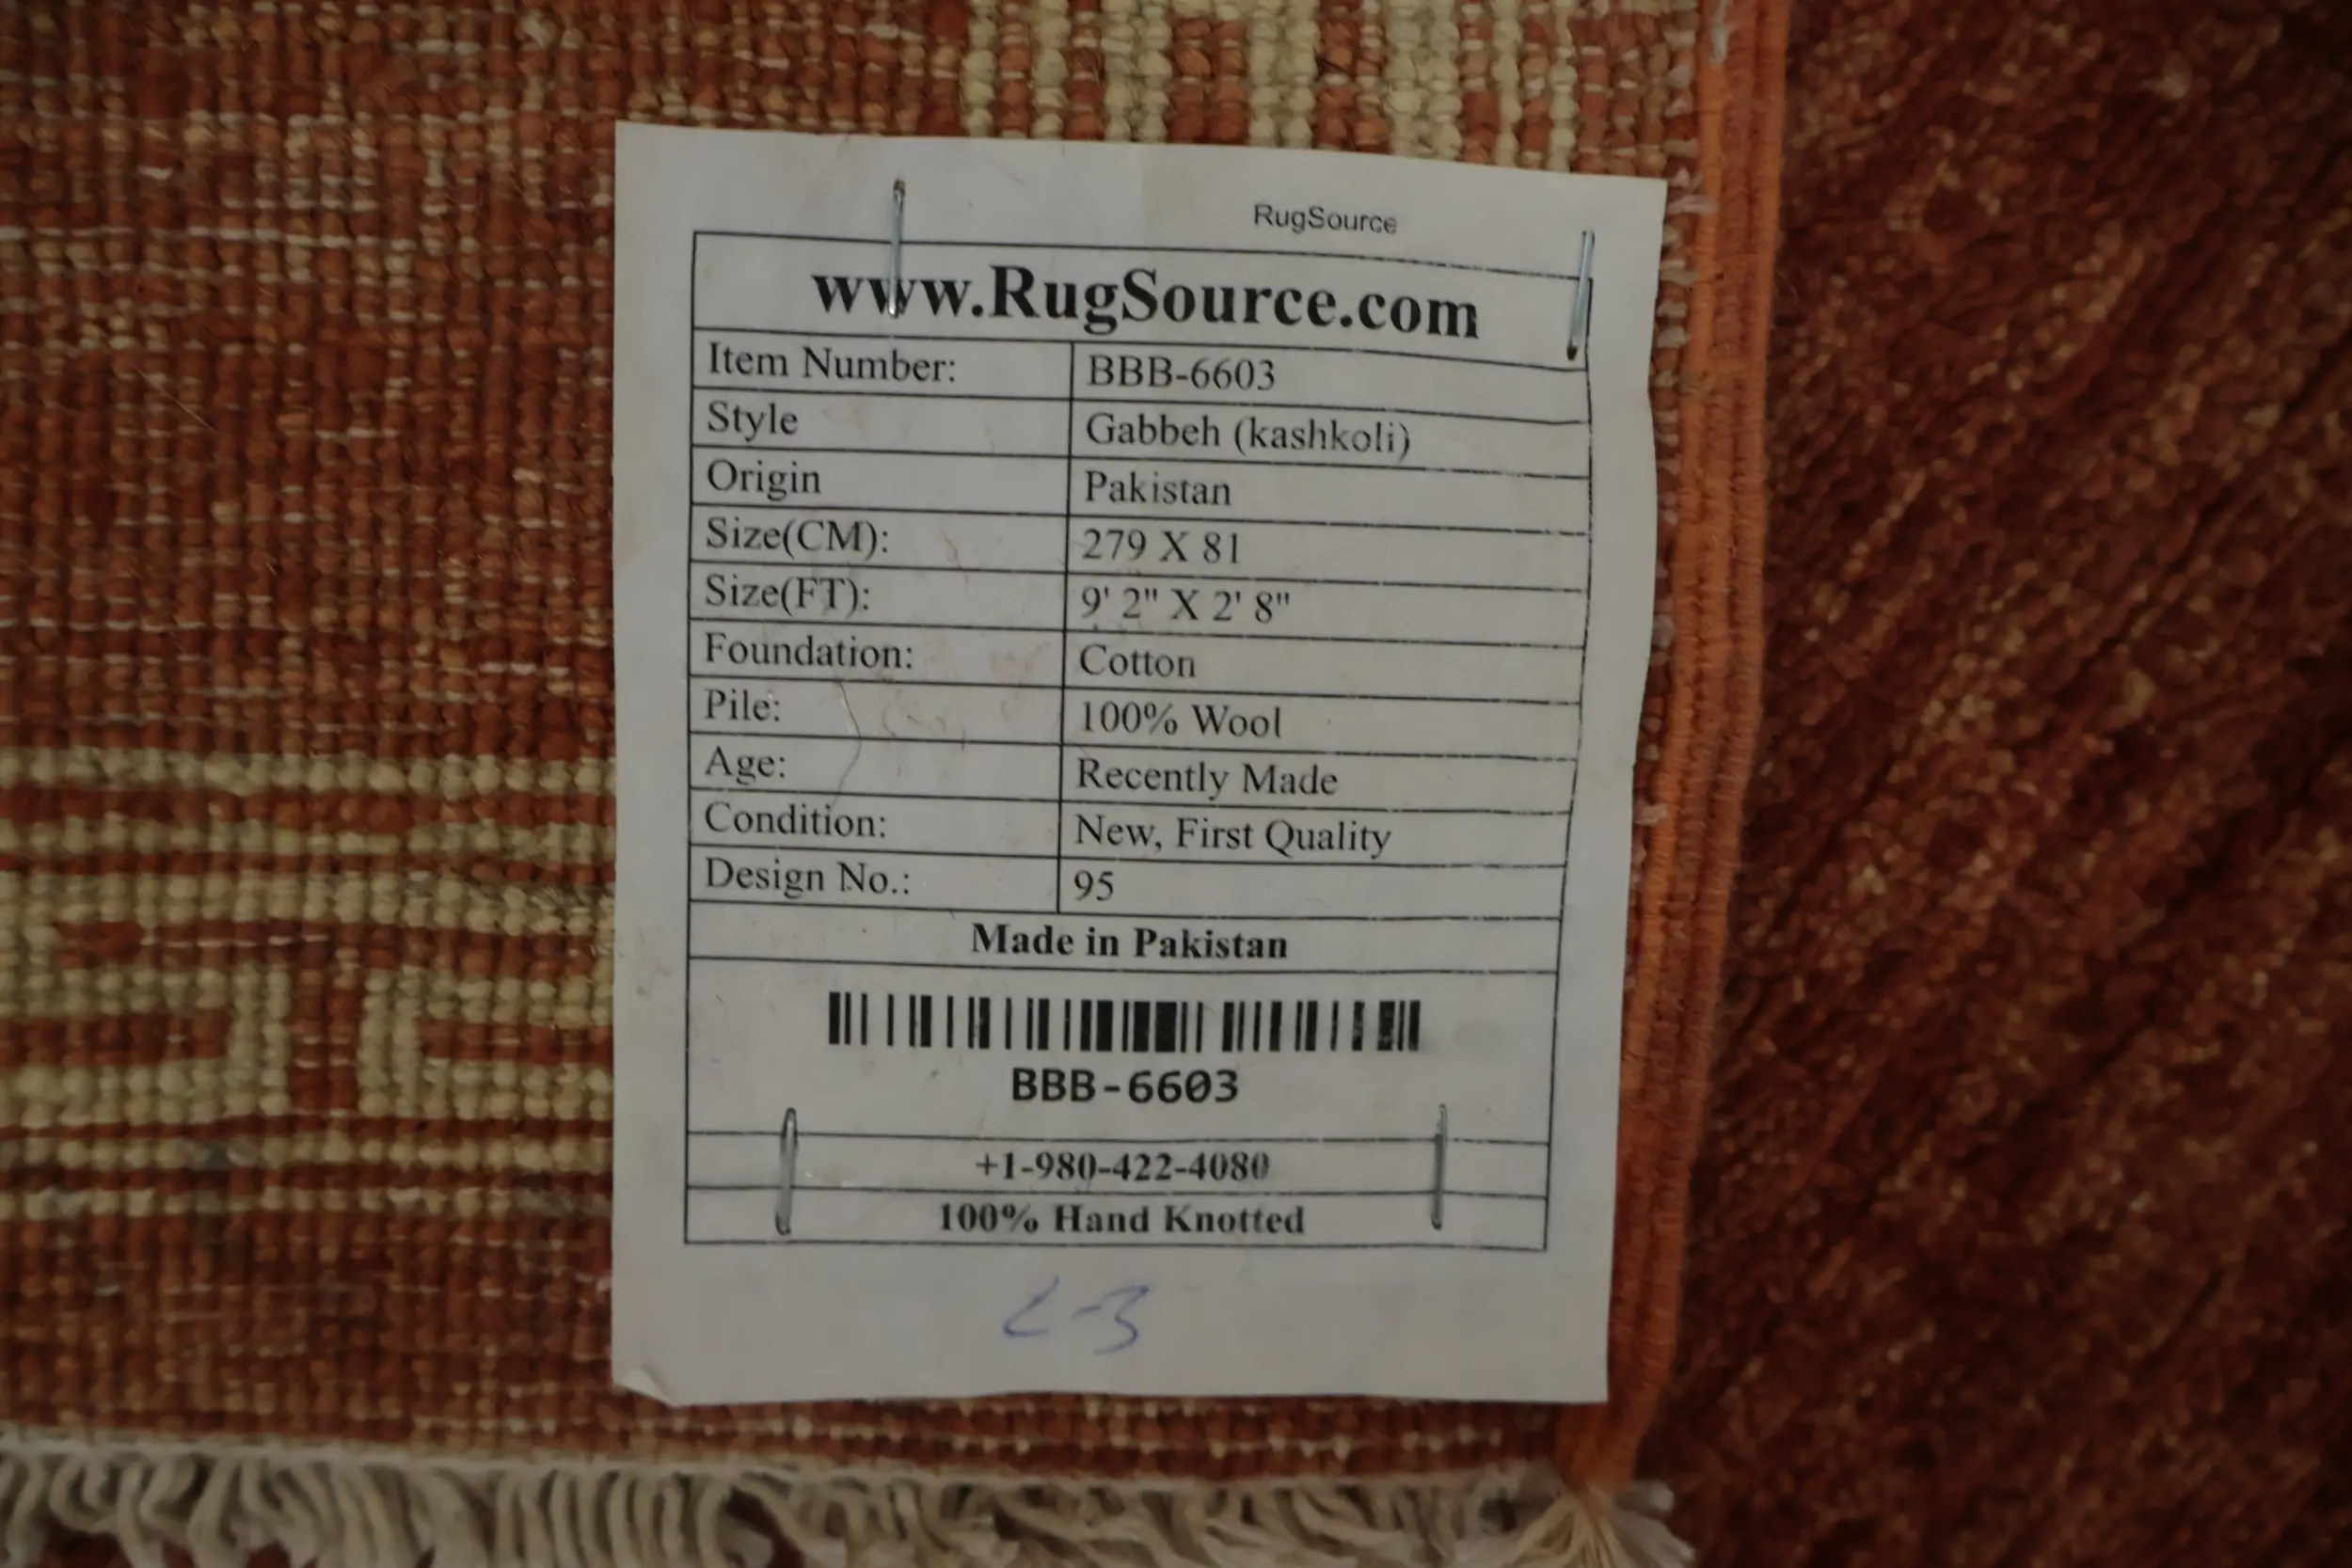 RugSource
www.RugSource.com
Item Number: BBB-6603
Style Gabbeh (kashkoli)
Origin Pakistan
Size(CM): 279 X 81
Size(FT): 9' 2" X 2' 8"
Foundation: Cotton
Pile: 100% Wool
Age: Recently Made
Condition: New, First Quality
Design No.: 95
Made in Pakistan
BBB-6603
+1-980-422-4080
100% Hand Knotted